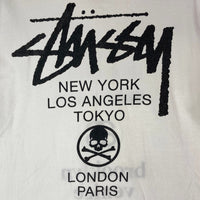 STÜSSY
NEW YORK
LOS ANGELES
TOKYO
LONDON
PARIS